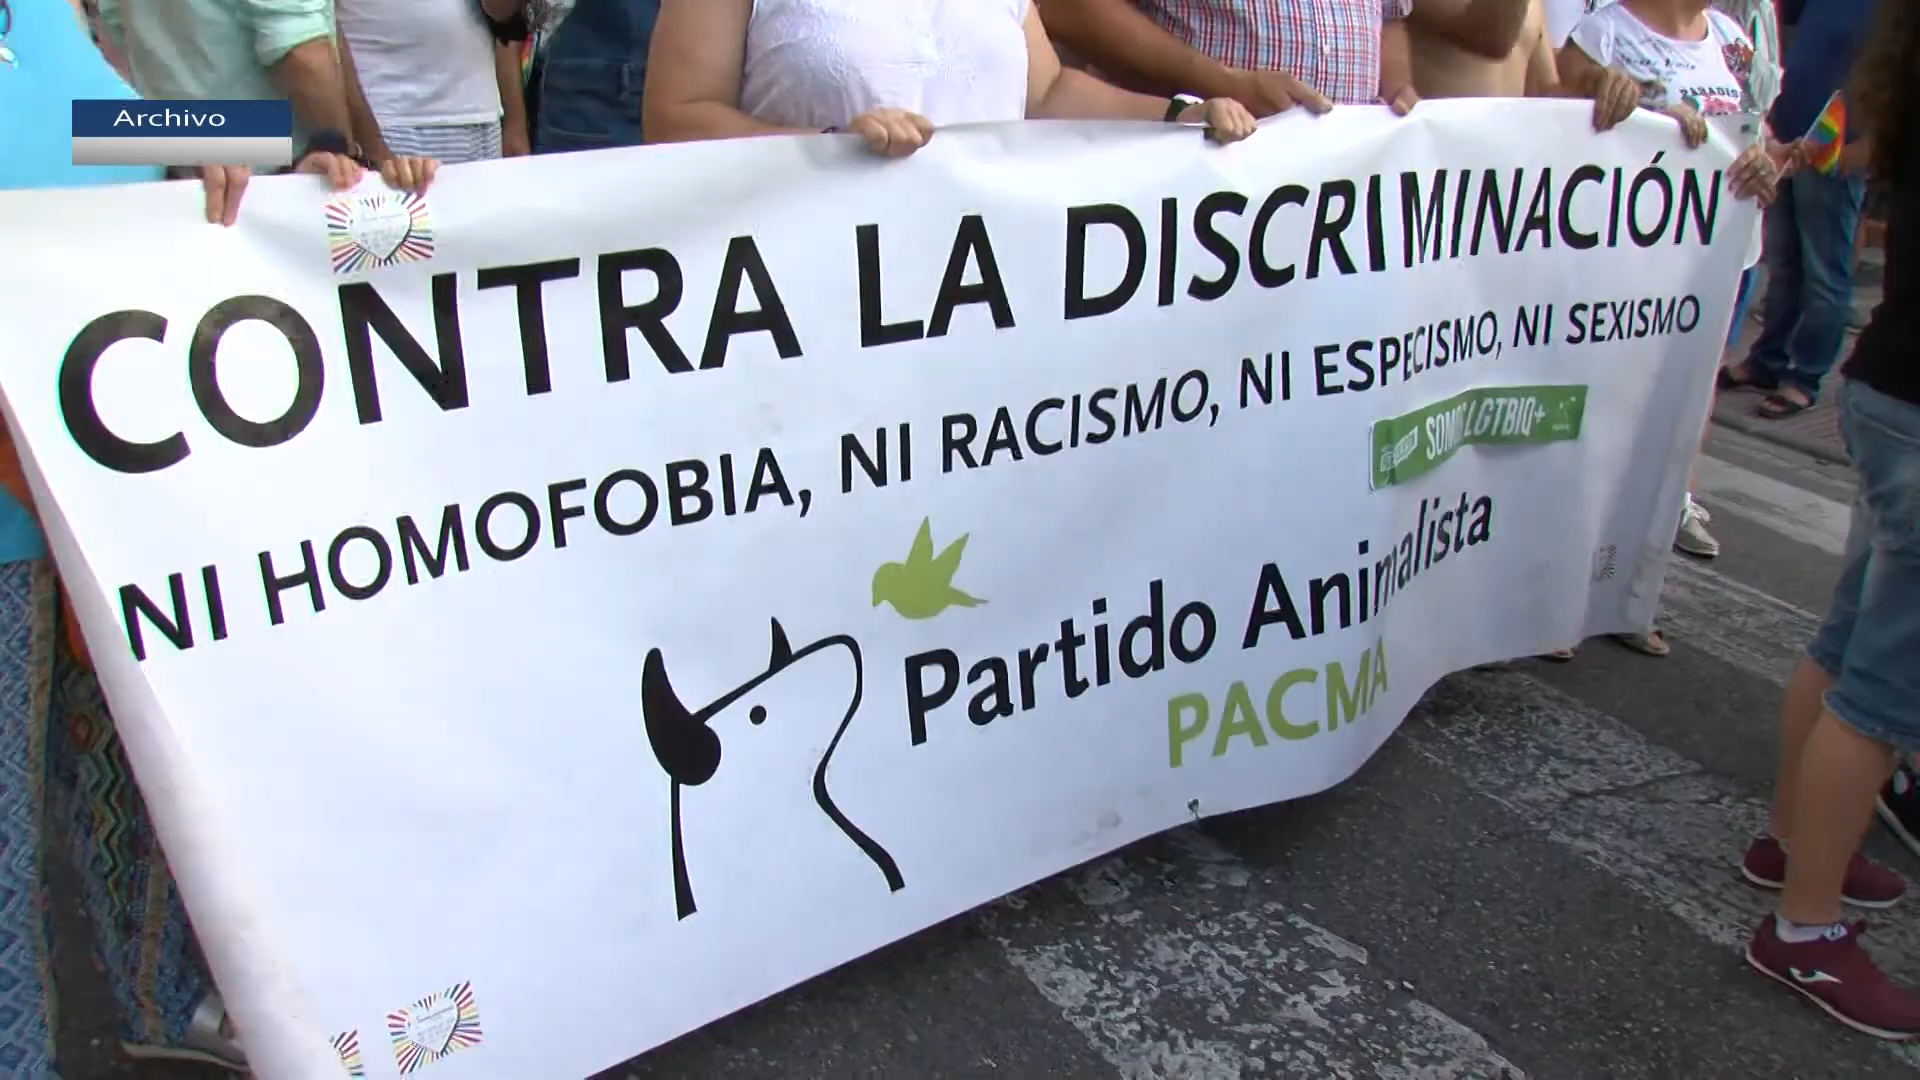 Archivo
CONTRA LA DISCRIMINACIÓN
NI HOMOFOBIA, NI RACISMO, NI ESPECISMO, NI SEXISMO
SOMOS LGTBIQ+
Partido Animalista
PACMA